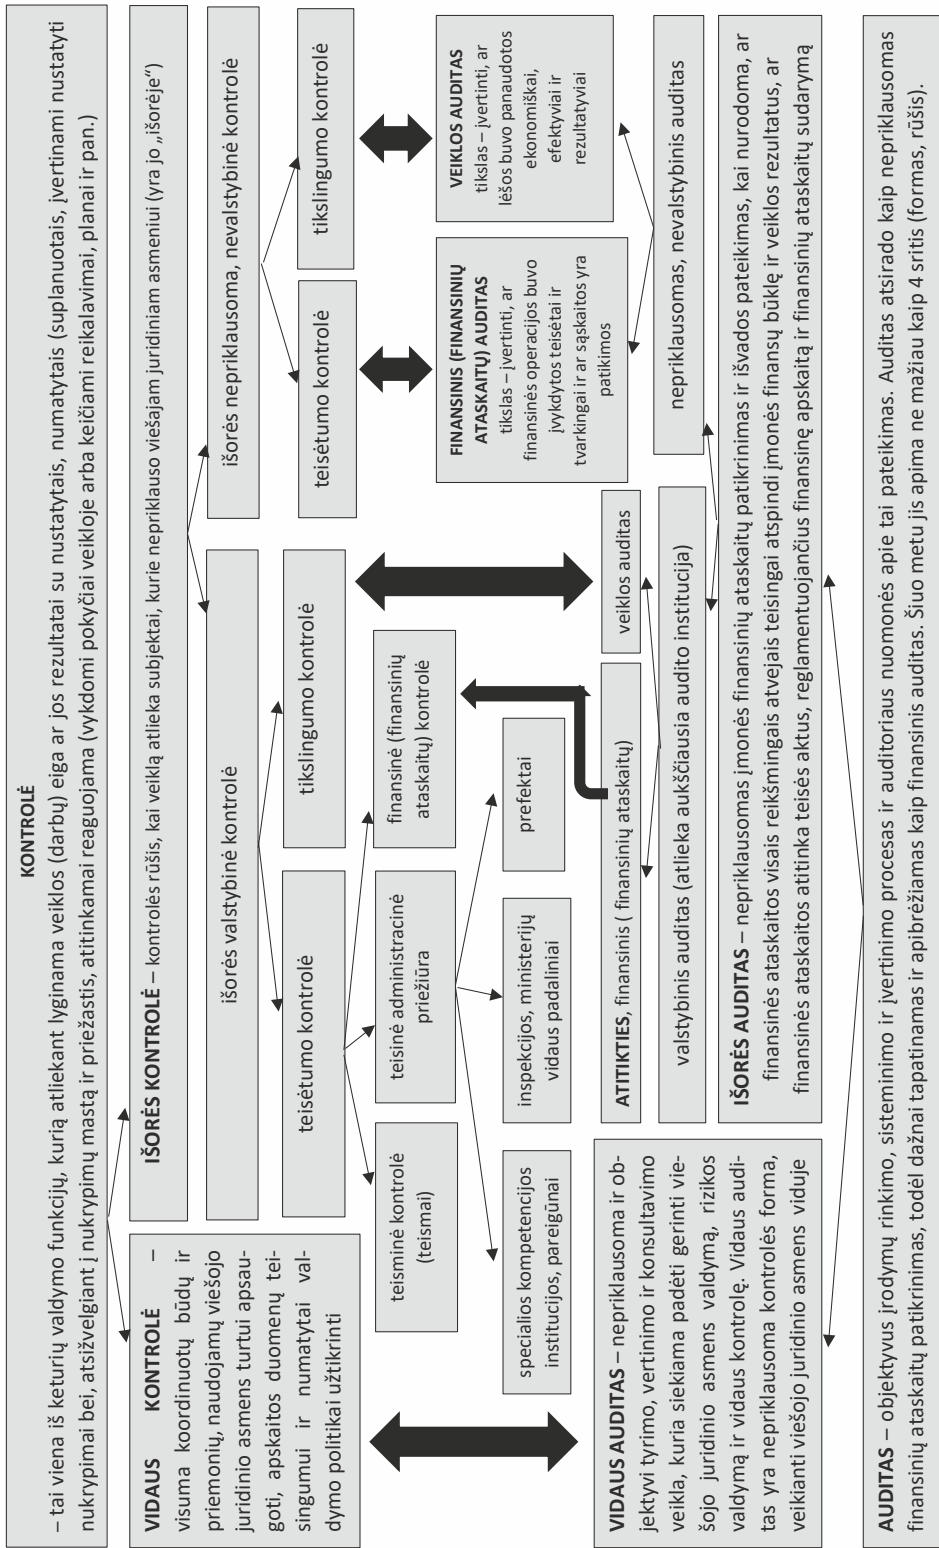 KONTROLĖ
– tai viena iš keturių valdymo funkcijų, kurią atliekant lyginama veiklos (darbų) eiga ar jos rezultatai su nustatytais, numatytais (suplanuotais, įvertinami nustatyti
nukrypimai bei, atsižvelgiant į nukrypimų mastą ir priežastis, atitinkamai reaguojama (vykdomi pokyčiai veikloje arba keičiami reikalavimai, planai ir pan.)
VIDAUS KONTROLĖ –
visuma koordinuotų būdų ir
priemonių, naudojamų viešojo
juridinio asmens turtui apsau-
goti, apskaitos duomenų tei-
singumui ir numatytai val-
dymo politikai užtikrinti
IŠORĖS KONTROLĖ – kontrolės rūšis, kai veiklą atlieka subjektai, kurie nepriklauso viešajam juridiniam asmeniui (yra jo „išorėje“)
išorės valstybinė kontrolė
išorės nepriklausoma, nevalstybinė kontrolė
teisėtumo kontrolė
tikslingumo kontrolė
teisėtumo kontrolė
tikslingumo kontrolė
teisminė kontrolė
(teismai)
teisinė administracinė
priežiūra
finansinė (finansinių
ataskaitų) kontrolė
specialios kompetencijos
institucijos, pareigūnai
inspekcijos, ministerijų
vidaus padaliniai
prefektai
FINANSINIS (FINANSINIŲ
ATASKAITŲ) AUDITAS
tikslas – įvertinti, ar
finansinės operacijos buvo
įvykdytos teisėtai ir
tvarkingai ir ar sąskaitos yra
patikimos
VEIKLOS AUDITAS
tikslas – įvertinti, ar
lėšos buvo panaudotos
ekonomiškai,
efektyviai ir
rezultatyviai
VIDAUS AUDITAS – nepriklausoma ir ob-
jektyvi tyrimo, vertinimo ir konsultavimo
veikla, kuria siekiama padėti gerinti vie-
šojo juridinio asmens valdymą, rizikos
valdymą ir vidaus kontrolę. Vidaus audi-
tas yra nepriklausoma kontrolės forma,
veikianti viešojo juridinio asmens viduje
ATITIKTIES, finansinis ( finansinių ataskaitų)
veiklos auditas
valstybinis auditas (atlieka aukščiausia audito institucija)
nepriklausomas, nevalstybinis auditas
IŠORĖS AUDITAS – nepriklausomas įmonės finansinių ataskaitų patikrinimas ir išvados pateikimas, kai nurodoma, ar
finansinės ataskaitos visais reikšmingais atvejais teisingai atspindi įmonės finansų būklę ir veiklos rezultatus, ar
finansinės ataskaitos atitinka teisės aktus, reglamentuojančius finansinę apskaitą ir finansinių ataskaitų sudarymą
AUDITAS – objektyvus įrodymų rinkimo, sisteminimo ir įvertinimo procesas ir auditoriaus nuomonės apie tai pateikimas. Auditas atsirado kaip nepriklausomas
finansinių ataskaitų patikrinimas, todėl dažnai tapatinamas ir apibrėžiamas kaip finansinis auditas. Šiuo metu jis apima ne mažiau kaip 4 sritis (formas, rūšis).